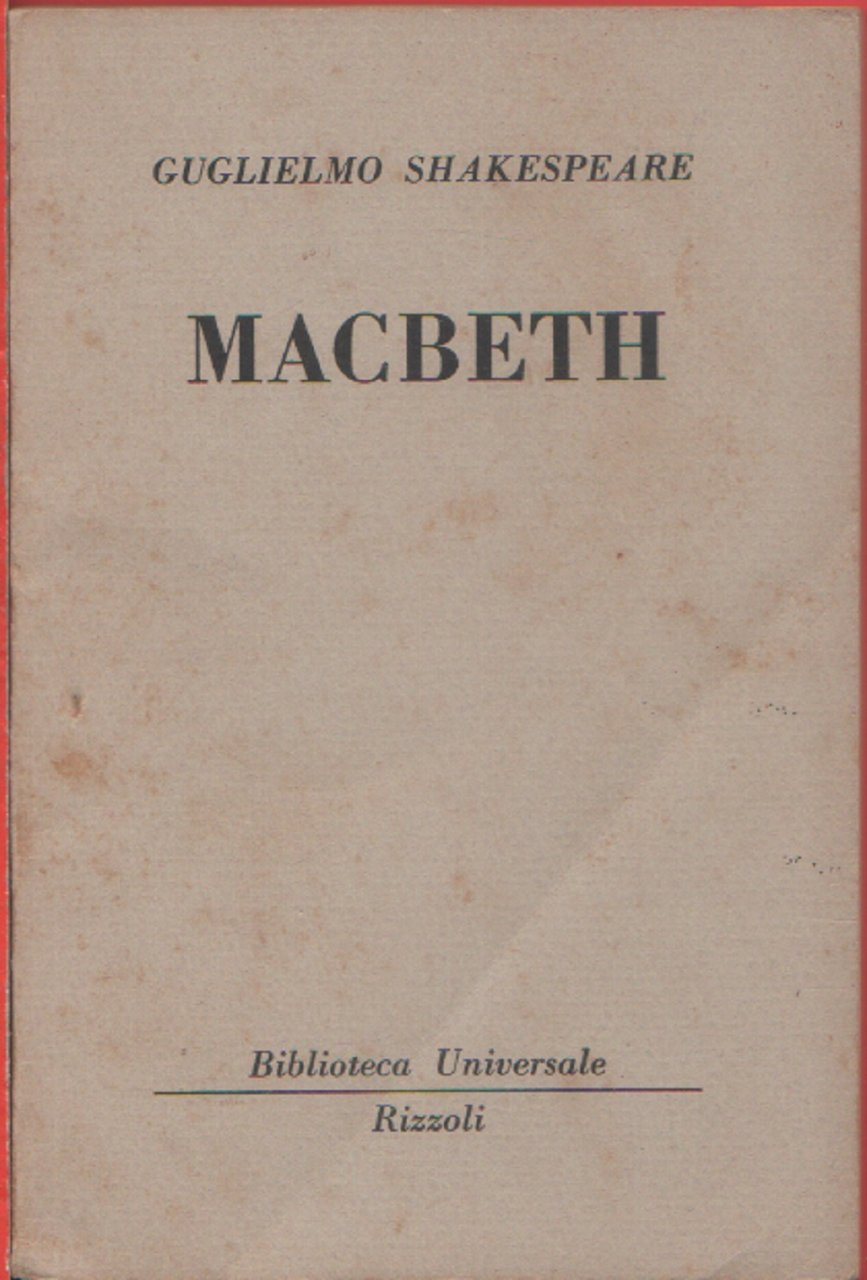 GUGLIELMO SHAKESPEARE
MACBETH
Biblioteca Universale
Rizzoli